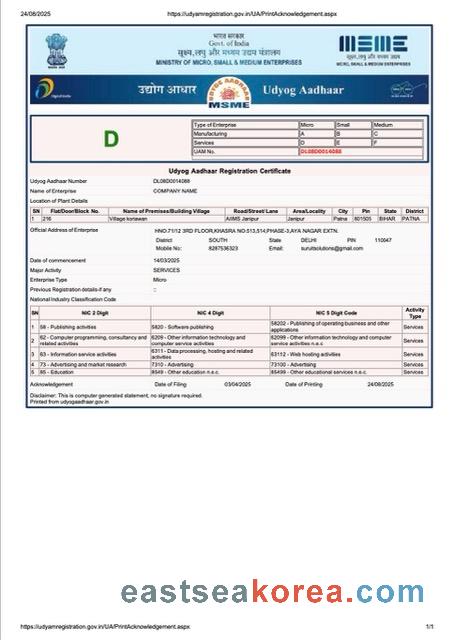 24/08/2025 https://udyamregistration.gov.in/UA/PrintAcknowledgement.aspx
भारत सरकार
Govt. of India
सूक्ष्म, लघु और मध्यम उद्यम मंत्रालय
MINISTRY OF MICRO, SMALL & MEDIUM ENTERPRISES
MSME
MICRO, SMALL & MEDIUM ENTERPRISES
Digital India
उद्योग आधार
UDYOG AADHAAR
MSME
Udyog Aadhaar
D
Type of Enterprise Micro Small Medium
Manufacturing A B C
Services D E F
UAM No. DL08D0014088
Udyog Aadhaar Registration Certificate
Udyog Aadhaar Number DL08D0014088
Name of Enterprise COMPANY NAME
Location of Plant Details
SN Flat/Door/Block No. Name of Premises/Building Village Road/Street/Lane Area/Locality City Pin State District
1 216 Village koriawan AIIMS Janipur Janipur Patna 801505 BIHAR PATNA
Official Address of Enterprise HNO.71/12 3RD FLOOR,KHASRA NO.513,514,PHASE-3,AYA NAGAR EXTN.
District SOUTH State DELHI PIN 110047
Mobile No: 8287536323 Email: surutsolutions@gmail.com
Date of commencement 14/03/2025
Major Activity SERVICES
Enterprise Type Micro
Previous Registration details-if any ::
National Industry Classification Code
SN NIC 2 Digit NIC 4 Digit NIC 5 Digit Code Activity Type
1 58 - Publishing activities 5820 - Software publishing 58202 - Publishing of operating business and other applications Services
2 62 - Computer programming, consultancy and related activities 6209 - Other information technology and computer service activities 62099 - Other information technology and computer service activities n.e.c Services
3 63 - Information service activities 6311 - Data processing, hosting and related activities 63112 - Web hosting activities Services
4 73 - Advertising and market research 7310 - Advertising 73100 - Advertising Services
5 85 - Education 8549 - Other education n.e.c. 85499 - Other educational services n.e.c. Services
Acknowledgement Date of Filing 03/04/2025 Date of Printing 24/08/2025
Disclaimer: This is computer generated statement, no signature required.
Printed from udyogaadhaar.gov.in
eastseakorea.com
https://udyamregistration.gov.in/UA/PrintAcknowledgement.aspx 1/1